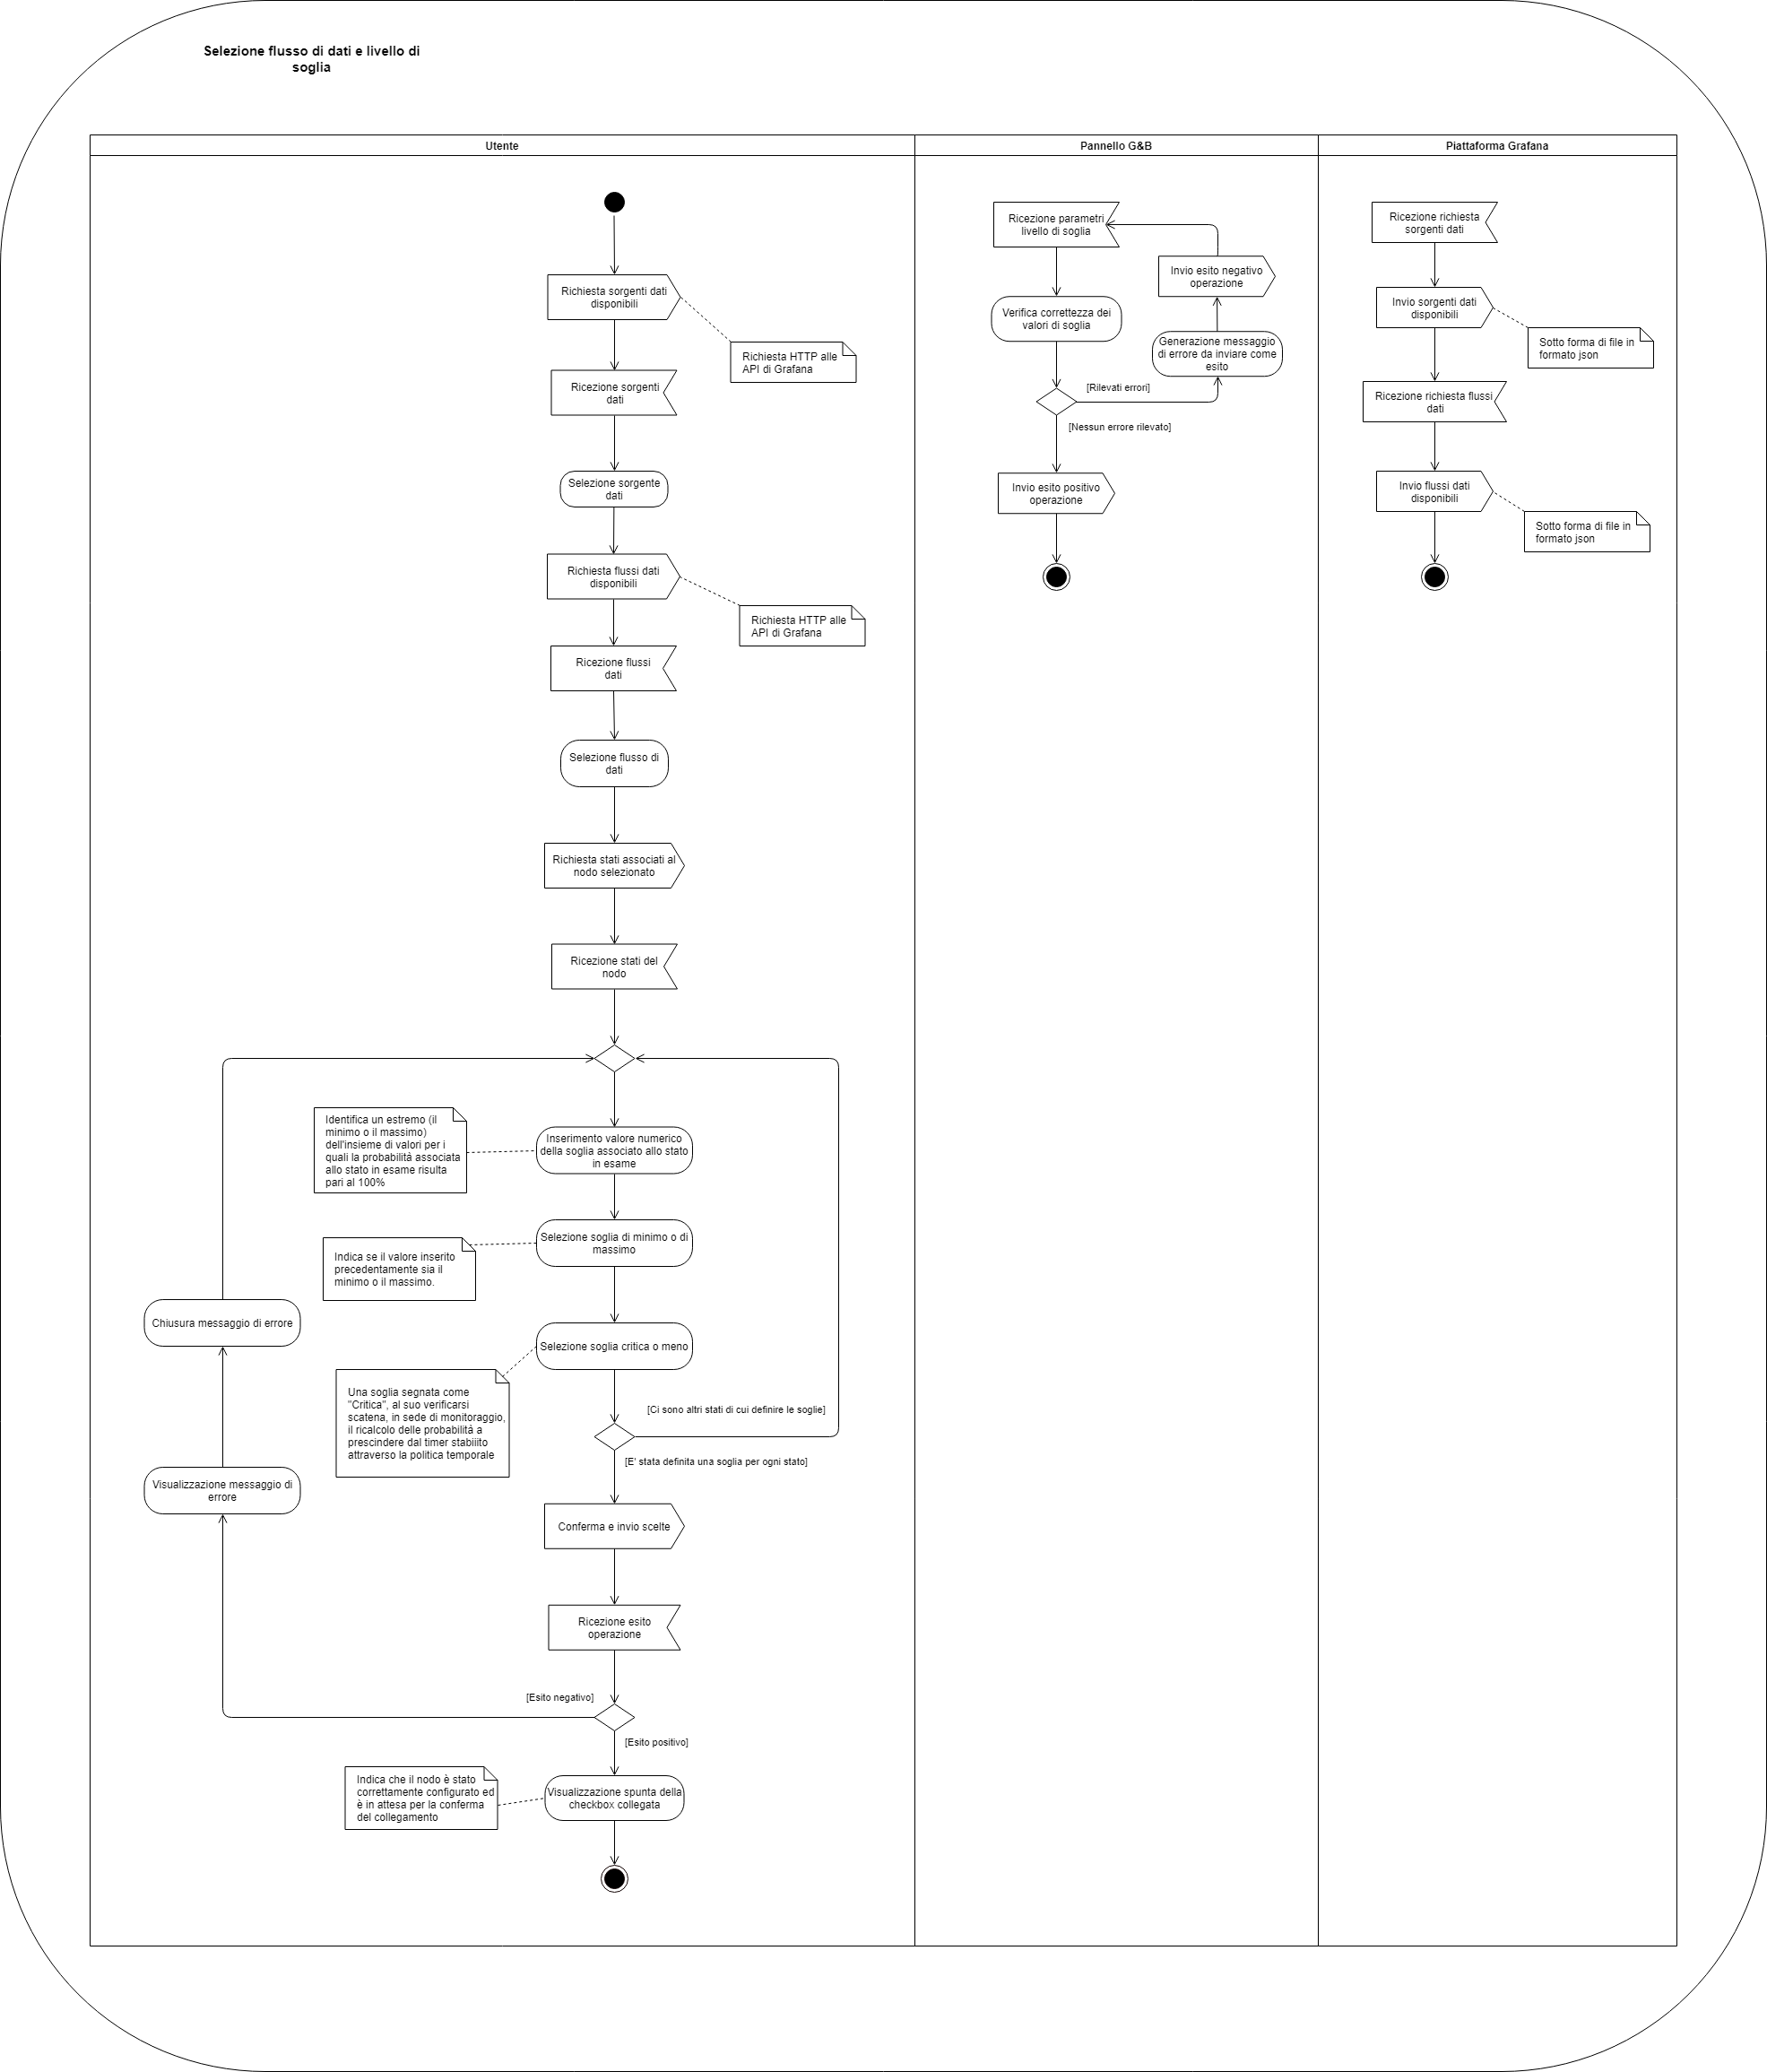 Selezione flusso di dati e livello di
soglia
Utente
Pannello G&B
Piattaforma Grafana
Richiesta sorgenti dati
disponibili
Richiesta HTTP alle
API di Grafana
Ricezione sorgenti
dati
Selezione sorgente
dati
Richiesta flussi dati
disponibili
Richiesta HTTP alle
API di Grafana
Ricezione flussi
dati
Selezione flusso di
dati
Richiesta stati associati al
nodo selezionato
Ricezione stati del
nodo
Identifica un estremo (il
minimo o il massimo)
dell'insieme di valori per i
quali la probabilità associata
allo stato in esame risulta
pari al 100%
Inserimento valore numerico
della soglia associato allo stato
in esame
Selezione soglia di minimo o di
massimo
Indica se il valore inserito
precedentamente sia il
minimo o il massimo.
Chiusura messaggio di errore
Selezione soglia critica o meno
Una soglia segnata come
"Critica", al suo verificarsi
scatena, in sede di monitoraggio,
il ricalcolo delle probabilità a
prescindere dal timer stabiiito
attraverso la politica temporale
[Ci sono altri stati di cui definire le soglie]
[E' stata definita una soglia per ogni stato]
Visualizzazione messaggio di
errore
Conferma e invio scelte
Ricezione esito
operazione
[Esito negativo]
[Esito positivo]
Indica che il nodo è stato
correttamente configurato ed
è in attesa per la conferma
del collegamento
Visualizzazione spunta della
checkbox collegata
Ricezione parametri
livello di soglia
Invio esito negativo
operazione
Verifica correttezza dei
valori di soglia
Generazione messaggio
di errore da inviare come
esito
[Rilevati errori]
[Nessun errore rilevato]
Invio esito positivo
operazione
Ricezione richiesta
sorgenti dati
Invio sorgenti dati
disponibili
Sotto forma di file in
formato json
Ricezione richiesta flussi
dati
Invio flussi dati
disponibili
Sotto forma di file in
formato json